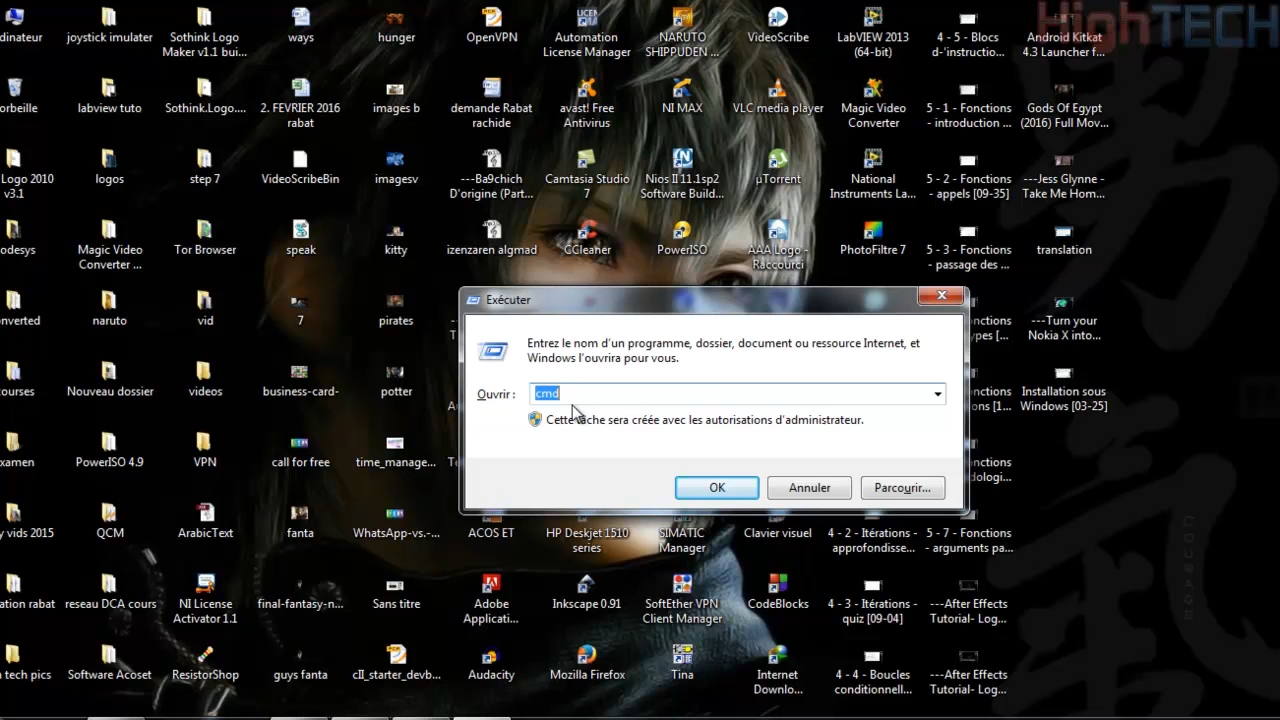 HighTECH
dinateur
joystick imulater
Sothink Logo
Maker v1.1 bui...
ways
hunger
OpenVPN
Automation
License Manager
NARUTO
SHIPPUDEN ...
VideoScribe
LabVIEW 2013
(64-bit)
4 - 5 - Blocs
d-'instructio...
Android Kitkat
4.3 Launcher f...
orbeille
labview tuto
Sothink.Logo....
2. FEVRIER 2016
rabat
images b
demande Rabat
rachide
avast! Free
Antivirus
NI MAX
VLC media player
Magic Video
Converter
5 - 1 - Fonctions
- introduction ...
Gods Of Egypt
(2016) Full Mov...
Logo 2010
v3.1
logos
step 7
VideoScribeBin
imagesv
---Ba9chich
D'origine (Part...
Camtasia Studio
7
Nios II 11.1sp2
Software Build...
µTorrent
National
Instruments La...
5 - 2 - Fonctions
- appels [09-35]
---Jess Glynne -
Take Me Hom...
odesys
Magic Video
Converter ...
Tor Browser
speak
kitty
izenzaren algmad
CCleaner
PowerISO
AAA Logo -
Raccourci
PhotoFiltre 7
5 - 3 - Fonctions
- passage des ...
translation
onverted
naruto
vid
7
pirates
onctions
ypes [...
---Turn your
Nokia X into...
courses
Nouveau dossier
videos
business-card-
potter
onctions
Installation sous
Windows [03-25]
Exécuter
Entrez le nom d'un programme, dossier, document ou ressource Internet, et
Windows l'ouvrira pour vous.
Ouvrir :
cmd
Cette tâche sera créée avec les autorisations d'administrateur.
OK
Annuler
Parcourir...
examen
PowerISO 4.9
VPN
call for free
time_manage...
onctions
y vids 2015
QCM
ArabicText
fanta
WhatsApp-vs.-...
ACOS ET
HP Deskjet 1510
series
SIMATIC
Manager
Clavier visuel
4 - 2 - Itérations -
approfondisse...
5 - 7 - Fonctions
- arguments pa...
ation rabat
reseau DCA cours
NI License
Activator 1.1
final-fantasy-n...
Sans titre
Adobe
Applicati...
Inkscape 0.91
SoftEther VPN
Client Manager
CodeBlocks
4 - 3 - Itérations -
quiz [09-04]
---After Effects
Tutorial- Log...
h tech pics
Software Acoset
ResistorShop
guys fanta
cII_starter_devb...
Audacity
Mozilla Firefox
Tina
Internet
Downlo...
4 - 4 - Boucles
conditionnell...
---After Effects
Tutorial- Log...